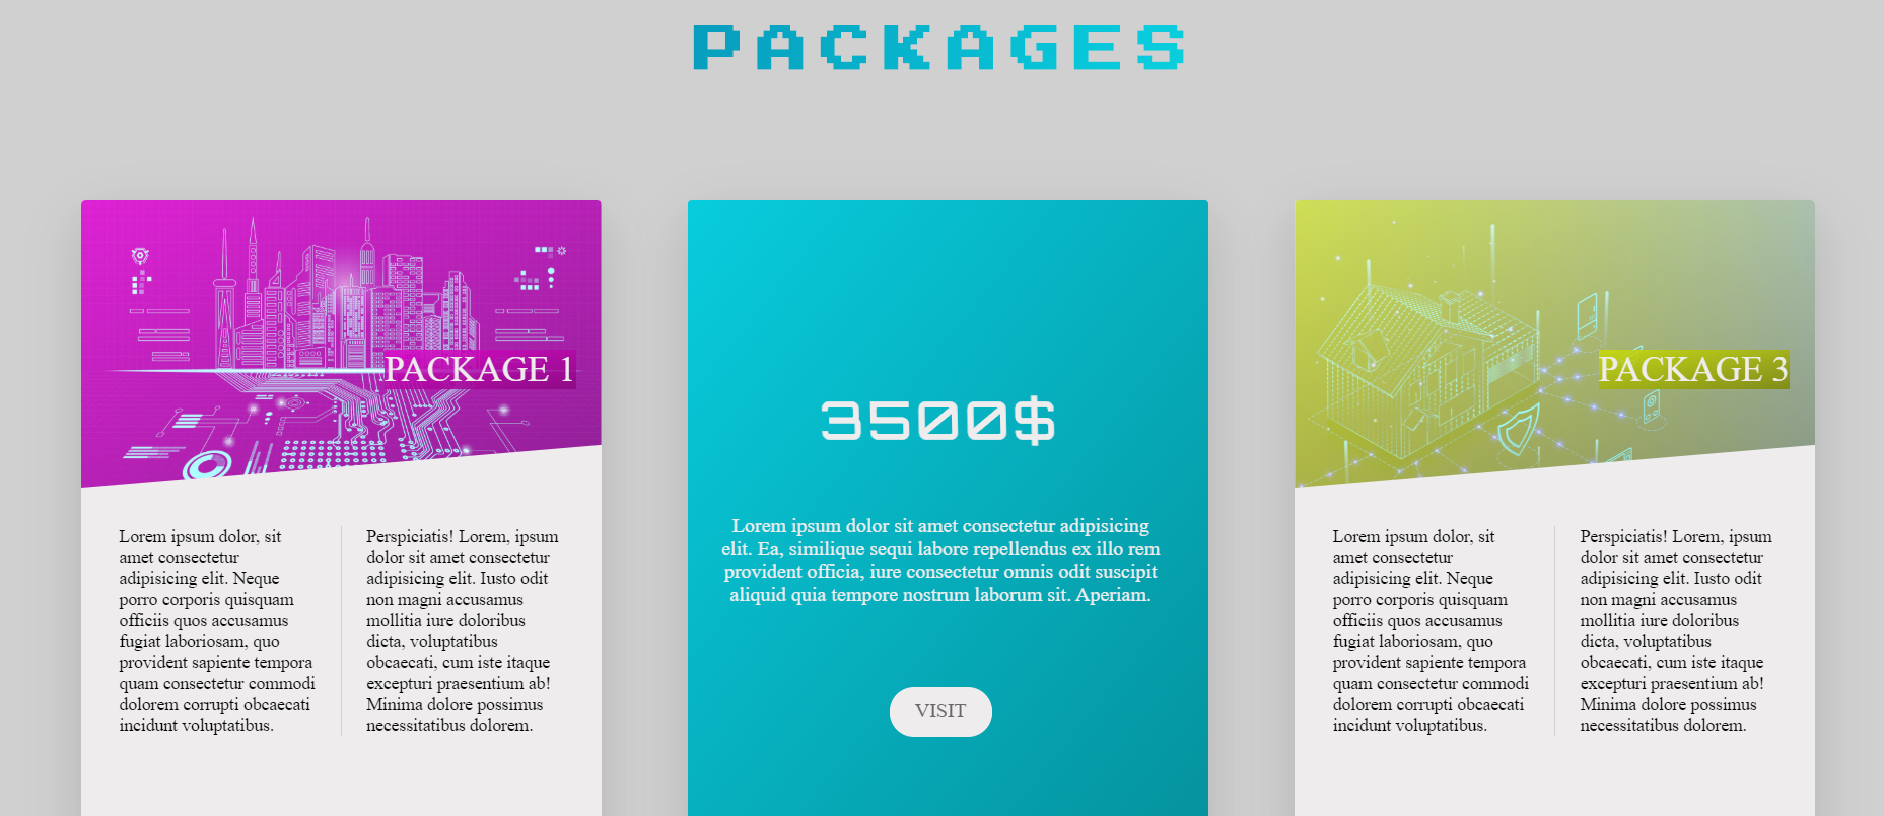 PACKAGES
PACKAGE 1
Lorem ipsum dolor, sit
amet consectetur
adipisicing elit. Neque
porro corporis quisquam
officiis quos accusamus
fugiat laboriosam, quo
provident sapiente tempora
quam consectetur commodi
dolorem corrupti obcaecati
incidunt voluptatibus.
Perspiciatis! Lorem, ipsum
dolor sit amet consectetur
adipisicing elit. Iusto odit
non magni accusamus
mollitia iure doloribus
dicta, voluptatibus
obcaecati, cum iste itaque
excepturi praesentium ab!
Minima dolore possimus
necessitatibus dolorem.
3500$
Lorem ipsum dolor sit amet consectetur adipisicing
elit. Ea, similique sequi labore repellendus ex illo rem
provident officia, iure consectetur omnis odit suscipit
aliquid quia tempore nostrum laborum sit. Aperiam.
VISIT
PACKAGE 3
Lorem ipsum dolor, sit
amet consectetur
adipisicing elit. Neque
porro corporis quisquam
officiis quos accusamus
fugiat laboriosam, quo
provident sapiente tempora
quam consectetur commodi
dolorem corrupti obcaecati
incidunt voluptatibus.
Perspiciatis! Lorem, ipsum
dolor sit amet consectetur
adipisicing elit. Iusto odit
non magni accusamus
mollitia iure doloribus
dicta, voluptatibus
obcaecati, cum iste itaque
excepturi praesentium ab!
Minima dolore possimus
necessitatibus dolorem.